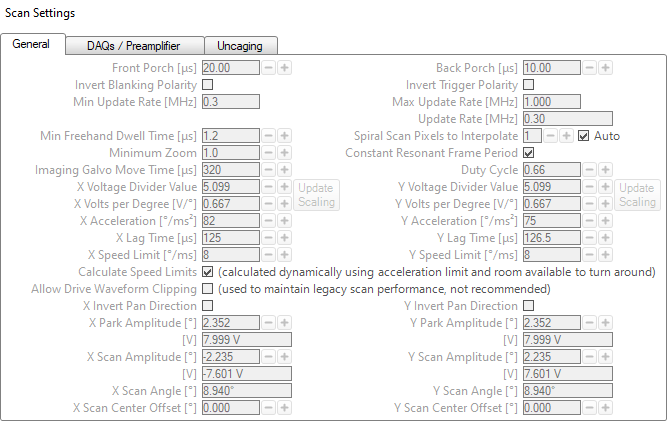 Scan Settings
General DAQs / Preamplifier Uncaging
Front Porch [µs] 20.00 Back Porch [µs] 10.00
Invert Blanking Polarity Invert Trigger Polarity
Min Update Rate [MHz] 0.3 Max Update Rate [MHz] 1.000
Update Rate [MHz] 0.30
Min Freehand Dwell Time [µs] 1.2 Spiral Scan Pixels to Interpolate 1 Auto
Minimum Zoom 1.0 Constant Resonant Frame Period
Imaging Galvo Move Time [µs] 320 Duty Cycle 0.66
X Voltage Divider Value 5.099 Update Scaling Y Voltage Divider Value 5.099 Update Scaling
X Volts per Degree [V/°] 0.667 Y Volts per Degree [V/°] 0.667
X Acceleration [°/ms²] 82 Y Acceleration [°/ms²] 75
X Lag Time [µs] 125 Y Lag Time [µs] 126.5
X Speed Limit [°/ms] 8 Y Speed Limit [°/ms] 8
Calculate Speed Limits (calculated dynamically using acceleration limit and room available to turn around)
Allow Drive Waveform Clipping (used to maintain legacy scan performance, not recommended)
X Invert Pan Direction Y Invert Pan Direction
X Park Amplitude [°] 2.352 Y Park Amplitude [°] 2.352
[V] 7.999 V [V] 7.999 V
X Scan Amplitude [°] -2.235 Y Scan Amplitude [°] 2.235
[V] -7.601 V [V] 7.601 V
X Scan Angle [°] 8.940° Y Scan Angle [°] 8.940°
X Scan Center Offset [°] 0.000 Y Scan Center Offset [°] 0.000